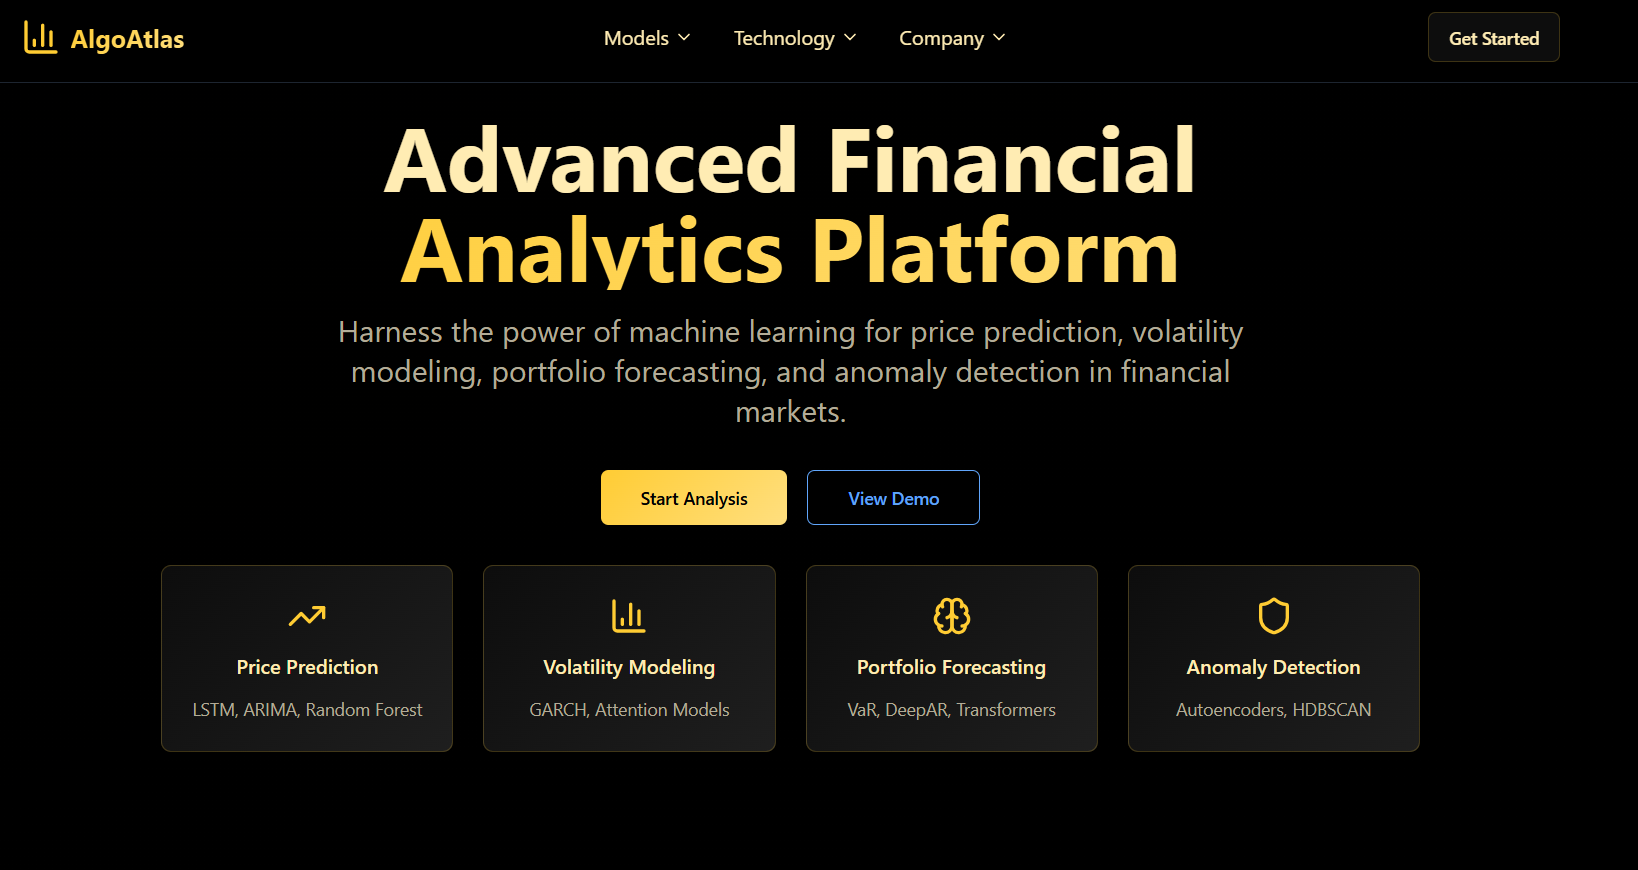 AlgoAtlas
Models
Technology
Company
Get Started
Advanced Financial
Analytics Platform
Harness the power of machine learning for price prediction, volatility
modeling, portfolio forecasting, and anomaly detection in financial
markets.
Start Analysis
View Demo
Price Prediction
LSTM, ARIMA, Random Forest
Volatility Modeling
GARCH, Attention Models
Portfolio Forecasting
VaR, DeepAR, Transformers
Anomaly Detection
Autoencoders, HDBSCAN